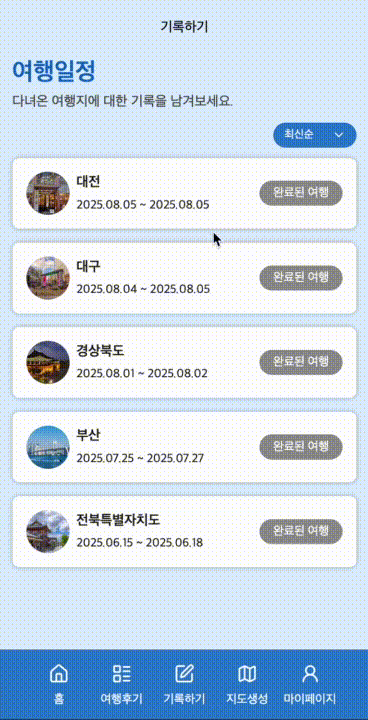 기록하기
여행일정
다녀온 여행지에 대한 기록을 남겨보세요.
최신순
대전
2025.08.05 ~ 2025.08.05
완료된 여행
대구
2025.08.04 ~ 2025.08.05
완료된 여행
경상북도
2025.08.01 ~ 2025.08.02
완료된 여행
부산
2025.07.25 ~ 2025.07.27
완료된 여행
전북특별자치도
2025.06.15 ~ 2025.06.18
완료된 여행
홈 여행후기 기록하기 지도생성 마이페이지